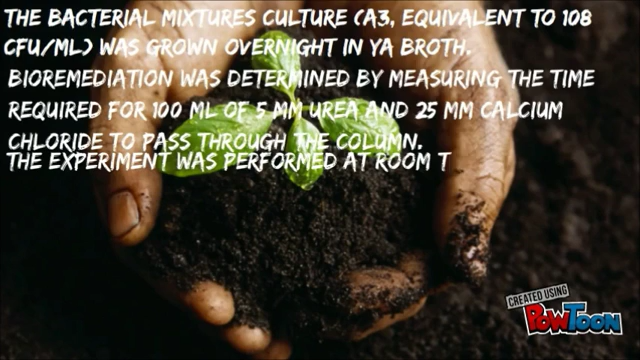 THE BACTERIAL MIXTURES CULTURE (A3, EQUIVALENT TO 108
CFU/ML) WAS GROWN OVERNIGHT IN YA BROTH.
BIOREMEDIATION WAS DETERMINED BY MEASURING THE TIME
REQUIRED FOR 100 ML OF 5 MM UREA AND 25 MM CALCIUM
CHLORIDE TO PASS THROUGH THE COLUMN.
THE EXPERIMENT WAS PERFORMED AT ROOM T
CREATED USING
POWTOON